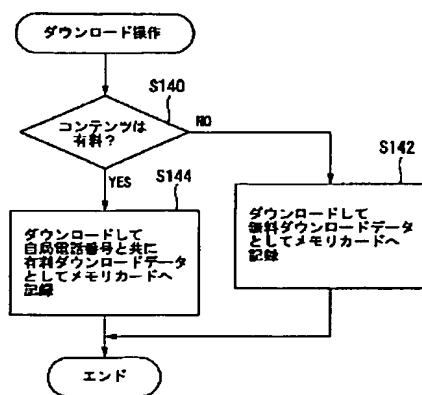 ダウンロード操作
S140
コンテンツは
有料?
NO
YES
S142
S144
ダウンロードして
無料ダウンロードデータ
としてメモリカードへ
記録
ダウンロードして
自局電話番号と共に
有料ダウンロードデータ
としてメモリカードへ
記録
エンド